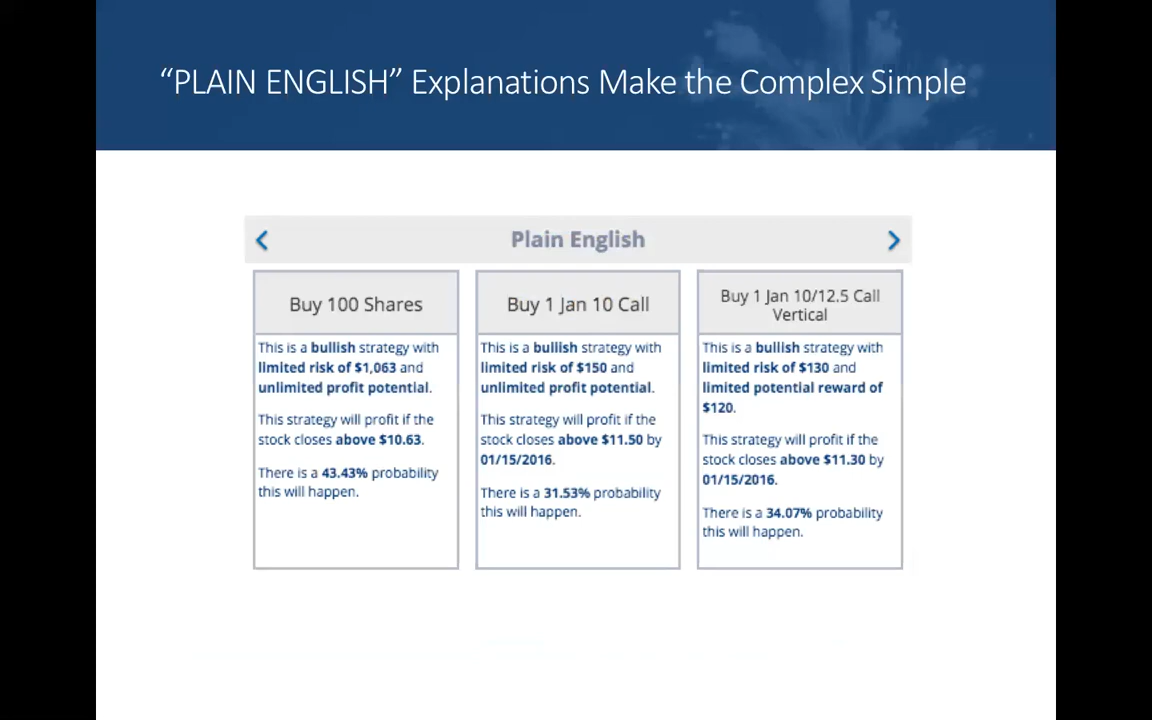 “PLAIN ENGLISH” Explanations Make the Complex Simple
Plain English
Buy 100 Shares
This is a bullish strategy with
limited risk of $1,063 and
unlimited profit potential.
This strategy will profit if the
stock closes above $10.63.
There is a 43.43% probability
this will happen.
Buy 1 Jan 10 Call
This is a bullish strategy with
limited risk of $150 and
unlimited profit potential.
This strategy will profit if the
stock closes above $11.50 by
01/15/2016.
There is a 31.53% probability
this will happen.
Buy 1 Jan 10/12.5 Call
Vertical
This is a bullish strategy with
limited risk of $130 and
limited potential reward of
$120.
This strategy will profit if the
stock closes above $11.30 by
01/15/2016.
There is a 34.07% probability
this will happen.